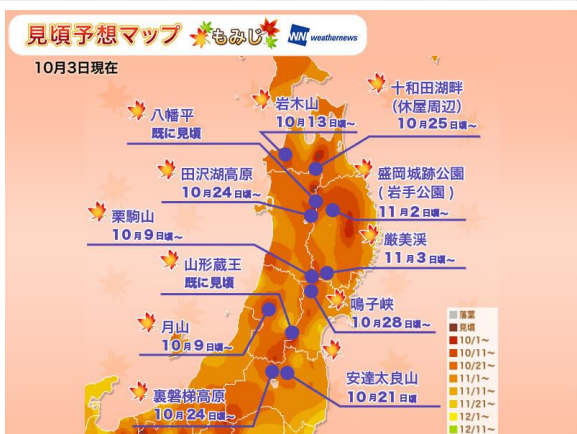 見頃予想マップ もみじ weathernews
10月3日現在
岩木山
10月13日頃～
十和田湖畔
(休屋周辺)
10月25日頃～
八幡平
既に見頃
田沢湖高原
10月24日頃～
盛岡城跡公園
(岩手公園)
11月2日頃～
栗駒山
10月9日頃～
厳美渓
11月3日頃～
山形蔵王
既に見頃
鳴子峡
10月28日頃～
月山
10月9日頃～
安達太良山
10月21日頃
裏磐梯高原
10月24日頃～
落葉
見頃
10/1～
10/11～
10/21～
11/1～
11/11～
11/21～
12/1～
12/11～